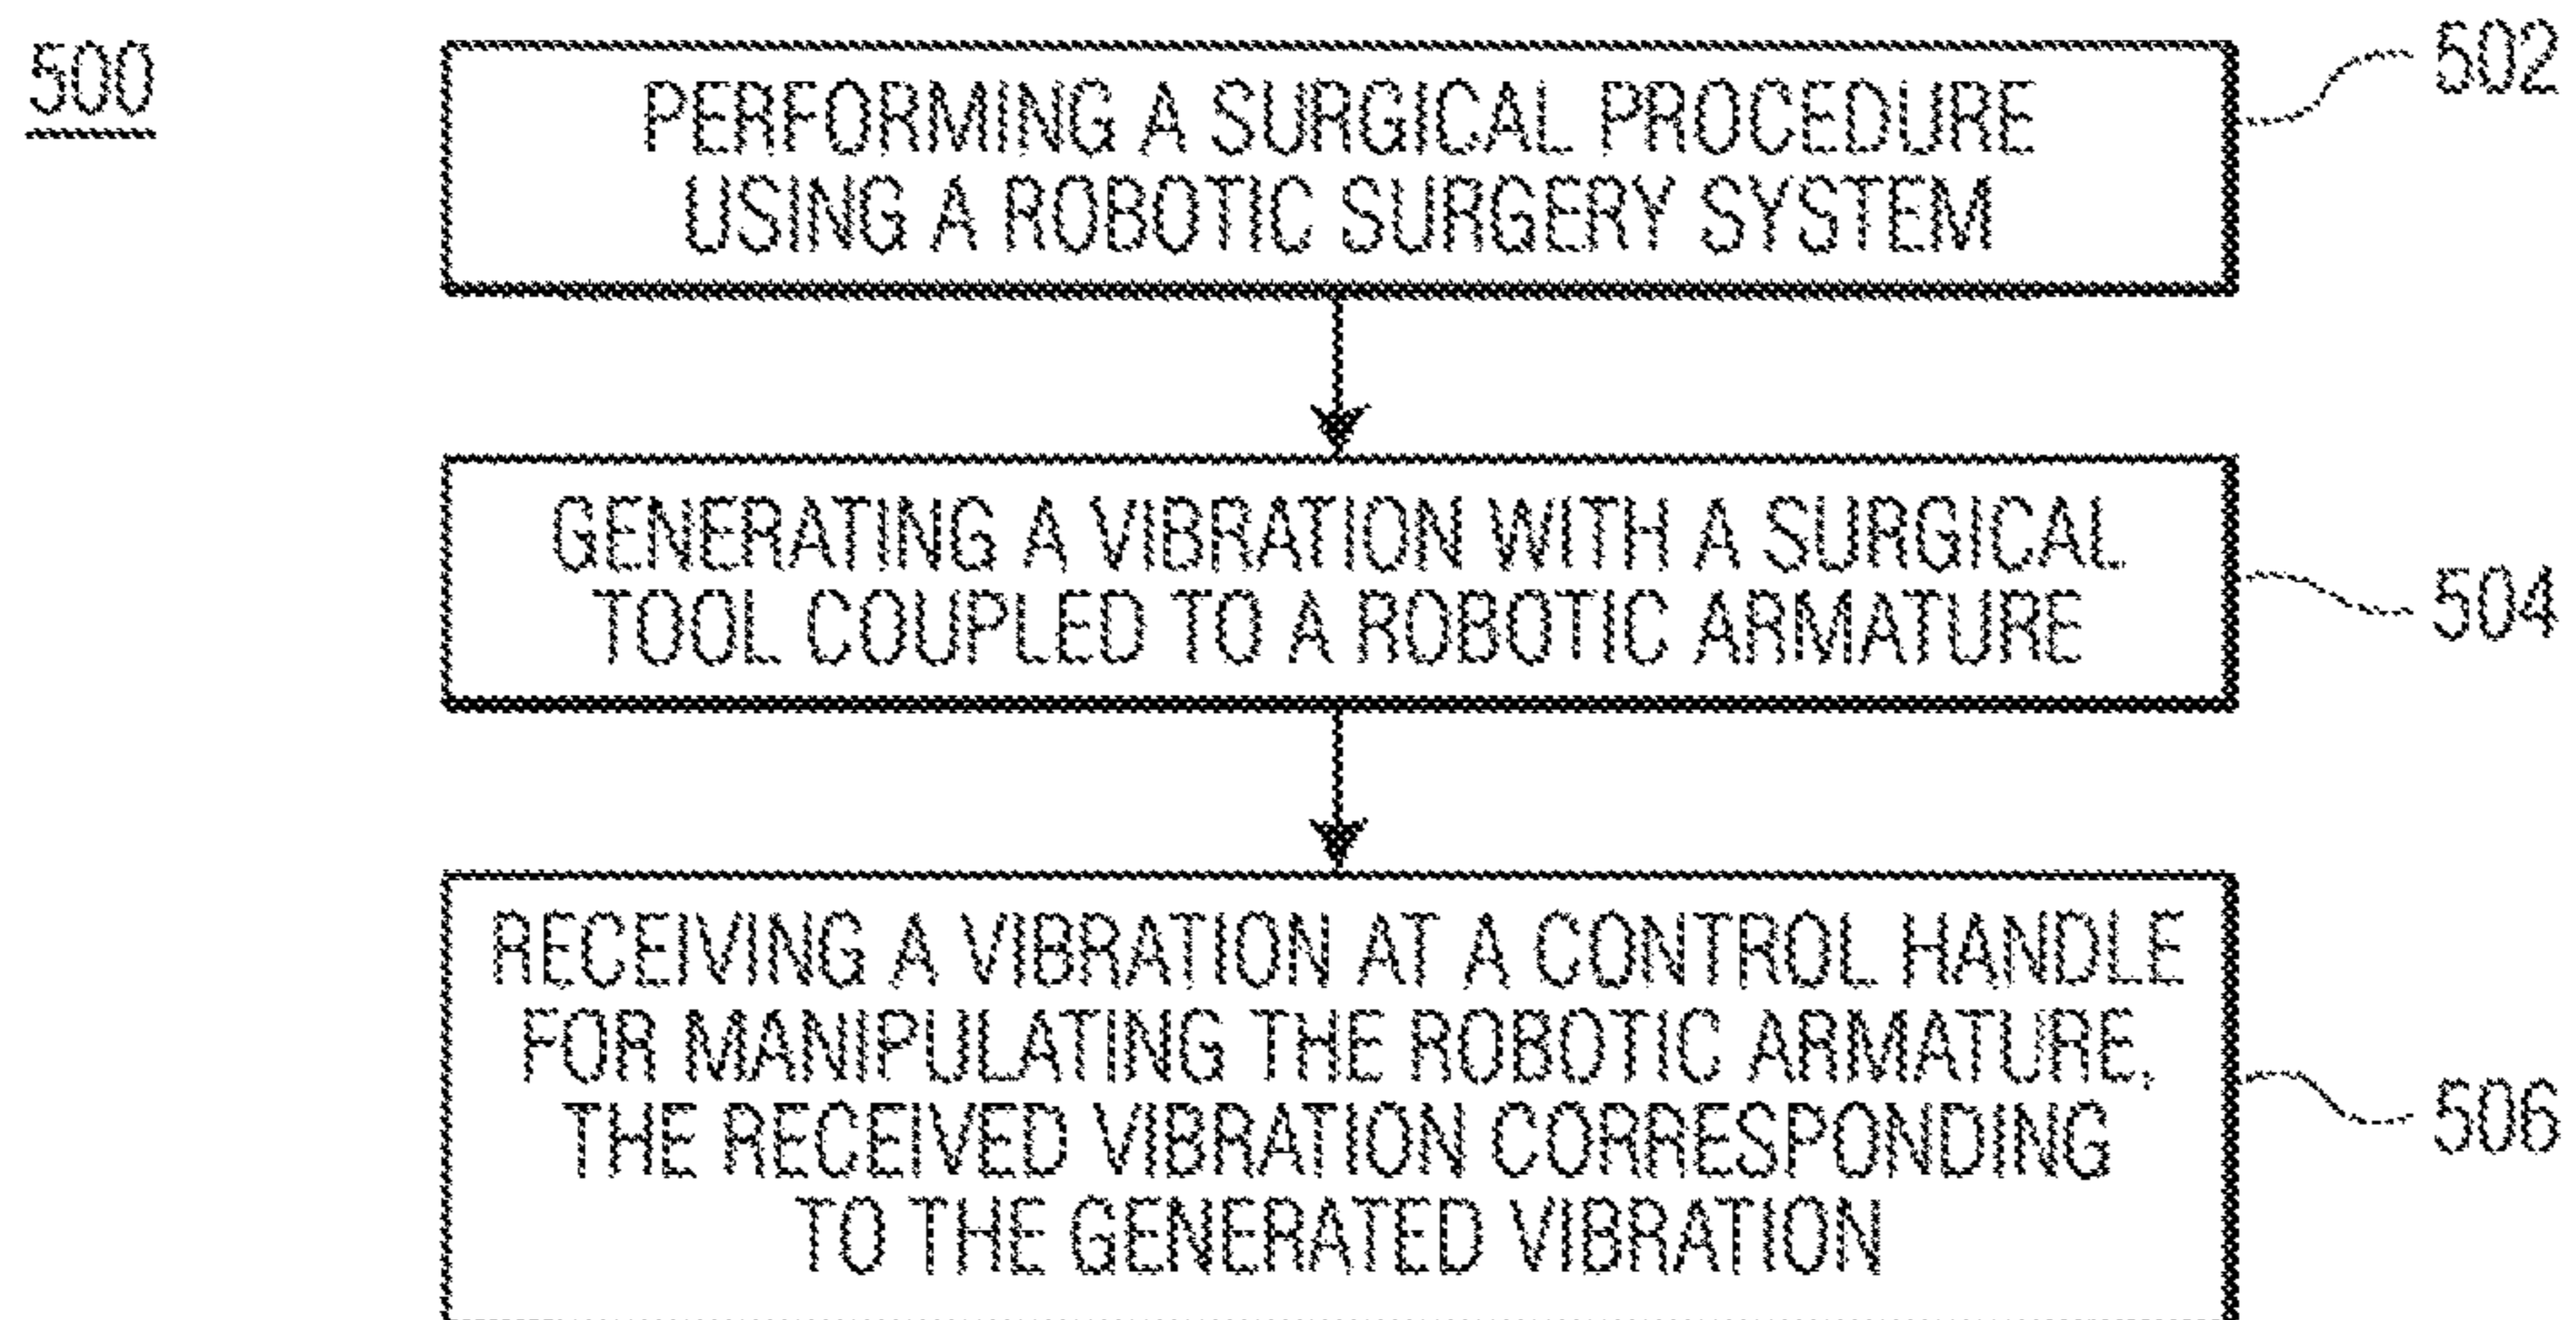 500
PERFORMING A SURGICAL PROCEDURE
USING A ROBOTIC SURGERY SYSTEM
502
GENERATING A VIBRATION WITH A SURGICAL
TOOL COUPLED TO A ROBOTIC ARMATURE
504
RECEIVING A VIBRATION AT A CONTROL HANDLE
FOR MANIPULATING THE ROBOTIC ARMATURE,
THE RECEIVED VIBRATION CORRESPONDING
TO THE GENERATED VIBRATION
506